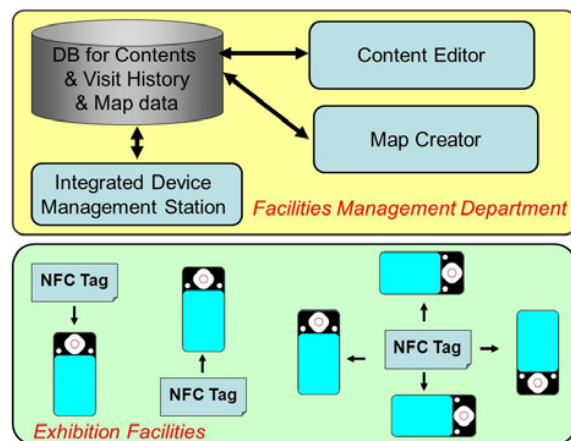 DB for Contents
& Visit History
& Map data
Content Editor
Map Creator
Integrated Device
Management Station
Facilities Management Department
NFC Tag
NFC Tag
NFC Tag
Exhibition Facilities